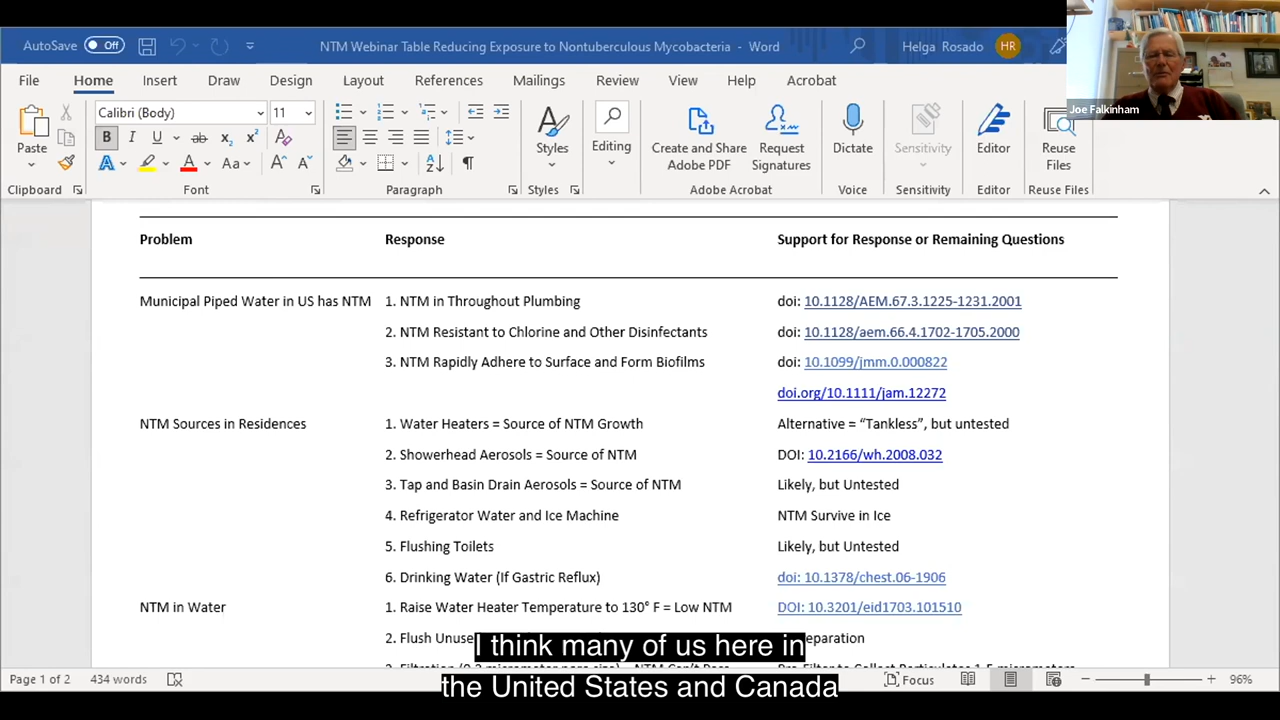 AutoSave Off NTM Webinar Table Reducing Exposure to Nontuberculous Mycobacteria - Word Helga Rosado HR
Joe Falkinham
File Home Insert Draw Design Layout References Mailings Review View Help Acrobat
Calibri (Body) 11
Paste Styles Editing Create and Share Adobe PDF Request Signatures Dictate Sensitivity Editor Reuse Files
Clipboard Font Paragraph Styles Adobe Acrobat Voice Sensitivity Editor Reuse Files
Problem Response Support for Response or Remaining Questions
Municipal Piped Water in US has NTM 1. NTM in Throughout Plumbing doi: 10.1128/AEM.67.3.1225-1231.2001
2. NTM Resistant to Chlorine and Other Disinfectants doi: 10.1128/aem.66.4.1702-1705.2000
3. NTM Rapidly Adhere to Surface and Form Biofilms doi: 10.1099/jmm.0.000822
doi.org/10.1111/jam.12272
NTM Sources in Residences 1. Water Heaters = Source of NTM Growth Alternative = “Tankless”, but untested
2. Showerhead Aerosols = Source of NTM DOI: 10.2166/wh.2008.032
3. Tap and Basin Drain Aerosols = Source of NTM Likely, but Untested
4. Refrigerator Water and Ice Machine NTM Survive in Ice
5. Flushing Toilets Likely, but Untested
6. Drinking Water (If Gastric Reflux) doi: 10.1378/chest.06-1906
NTM in Water 1. Raise Water Heater Temperature to 130° F = Low NTM DOI: 10.3201/eid1703.101510
2. Flush
I think many of us here in
the United States and Canada
Page 1 of 2 434 words Focus 96%